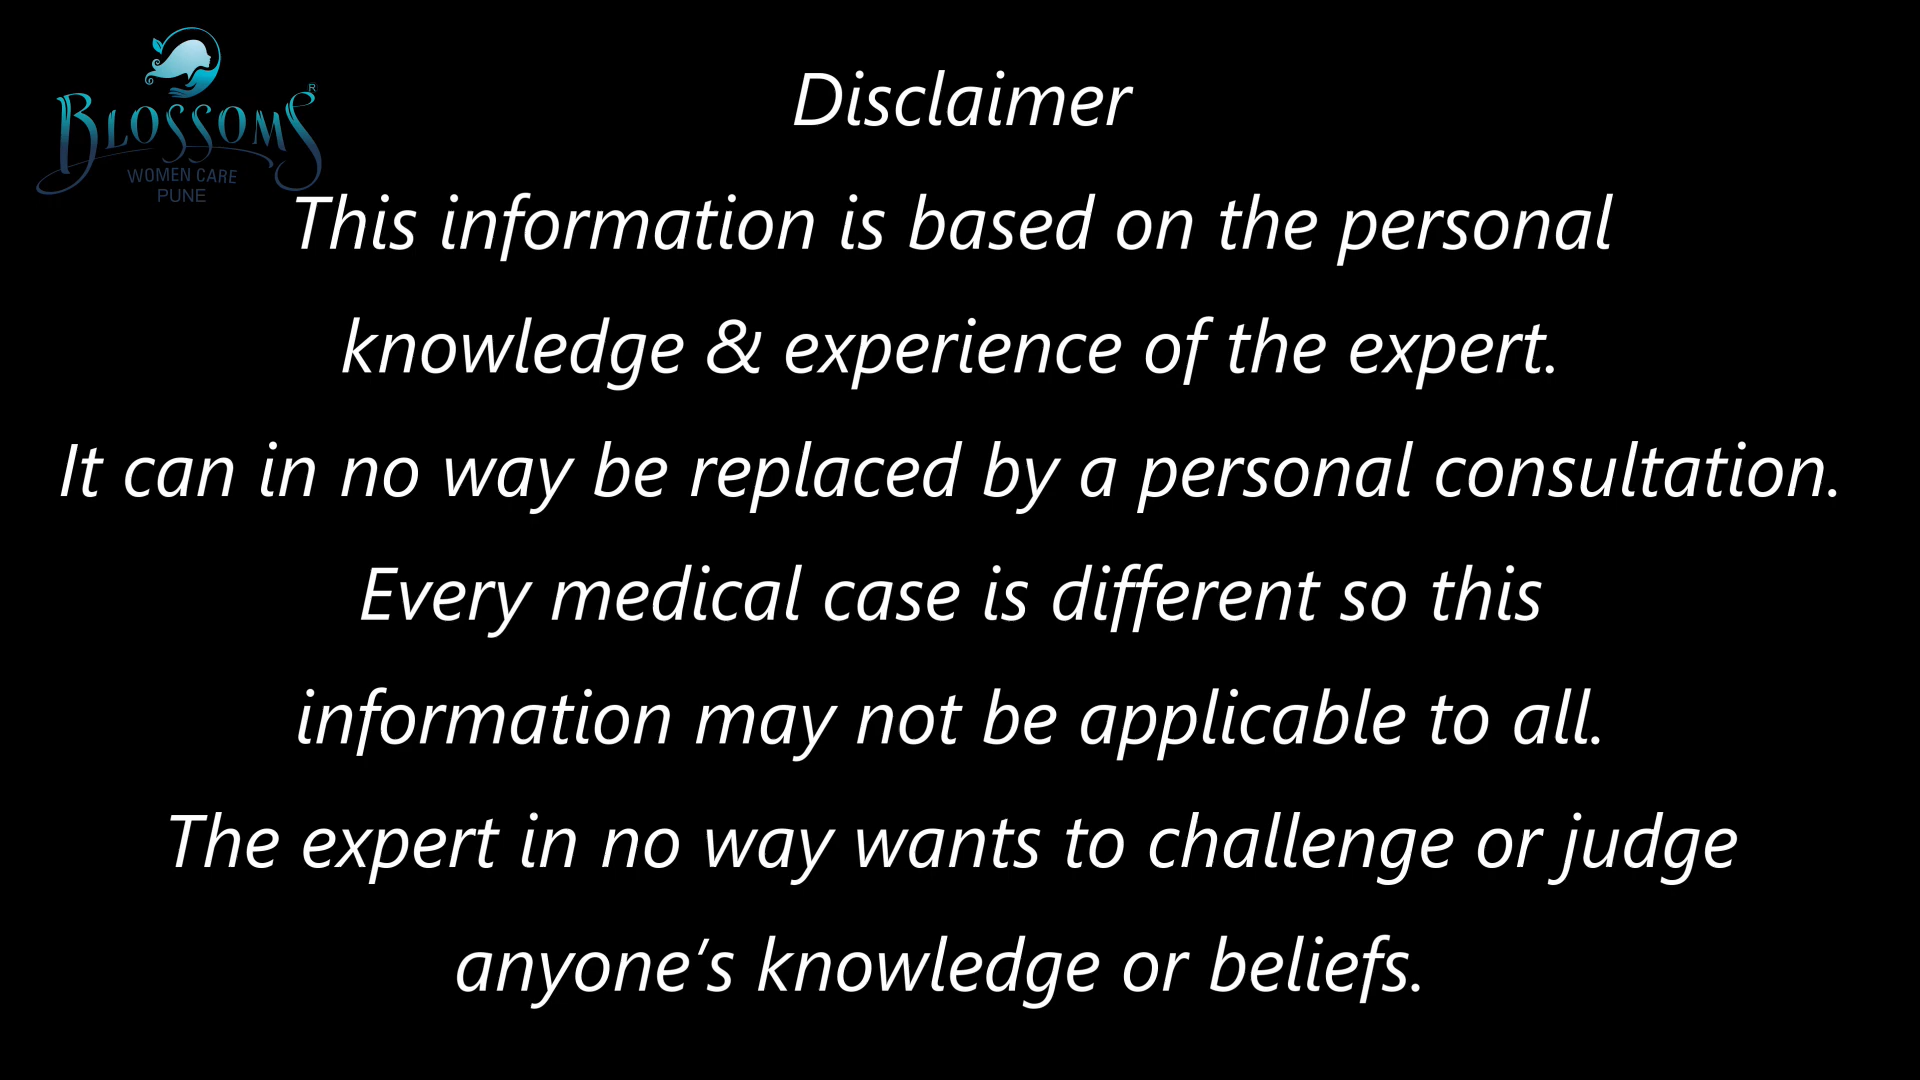 BLOSSOMS
R
WOMEN CARE
PUNE
Disclaimer
This information is based on the personal
knowledge & experience of the expert.
It can in no way be replaced by a personal consultation.
Every medical case is different so this
information may not be applicable to all.
The expert in no way wants to challenge or judge
anyone's knowledge or beliefs.